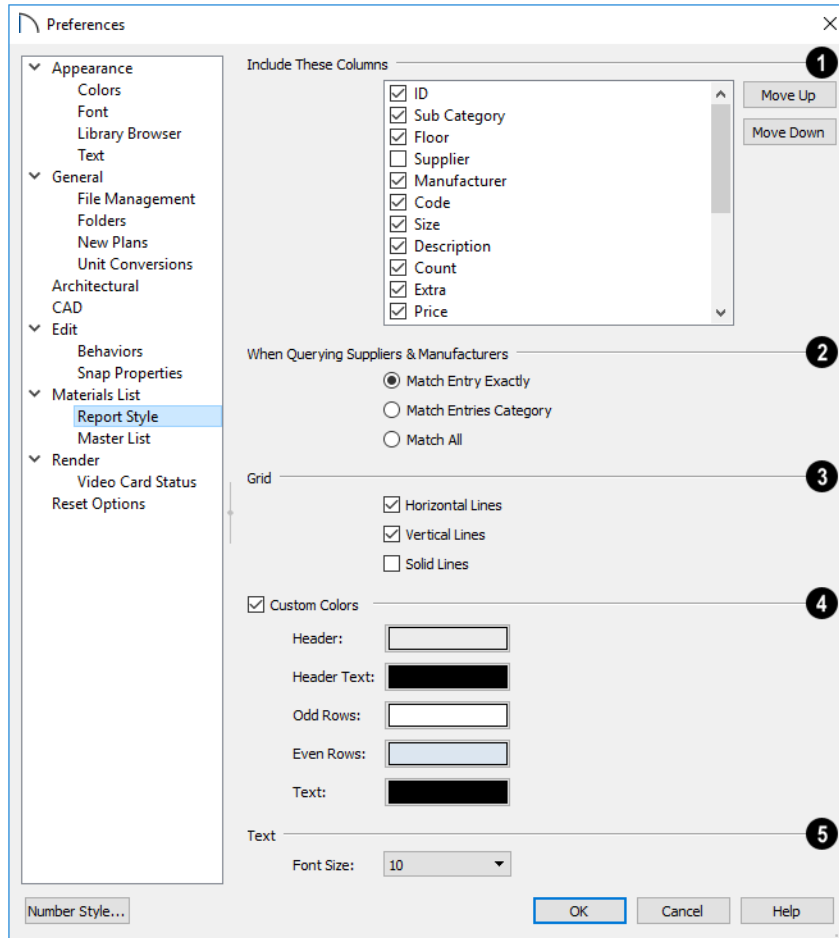 Preferences
Appearance
Colors
Font
Library Browser
Text
General
File Management
Folders
New Plans
Unit Conversions
Architectural
CAD
Edit
Behaviors
Snap Properties
Materials List
Report Style
Master List
Render
Video Card Status
Reset Options
Include These Columns 1
ID
Sub Category
Floor
Supplier
Manufacturer
Code
Size
Description
Count
Extra
Price
Move Up
Move Down
When Querying Suppliers & Manufacturers 2
Match Entry Exactly
Match Entries Category
Match All
Grid 3
Horizontal Lines
Vertical Lines
Solid Lines
Custom Colors 4
Header:
Header Text:
Odd Rows:
Even Rows:
Text:
Text 5
Font Size: 10
Number Style... OK Cancel Help